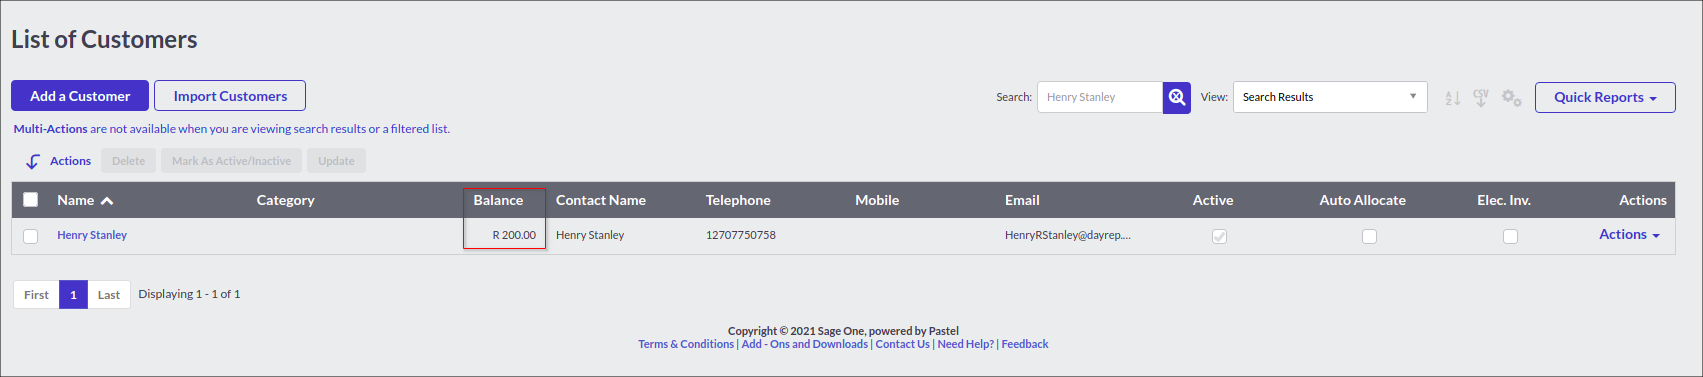 List of Customers
Add a Customer Import Customers Search: Henry Stanley View: Search Results A Z CSV Quick Reports
Multi-Actions are not available when you are viewing search results or a filtered list.
Actions Delete Mark As Active/Inactive Update
Name Category Balance Contact Name Telephone Mobile Email Active Auto Allocate Elec. Inv. Actions
Henry Stanley R 200.00 Henry Stanley 12707750758 HenryRStanley@dayrep.... Actions
First 1 Last Displaying 1 - 1 of 1
Copyright © 2021 Sage One, powered by Pastel
Terms & Conditions | Add - Ons and Downloads | Contact Us | Need Help? | Feedback